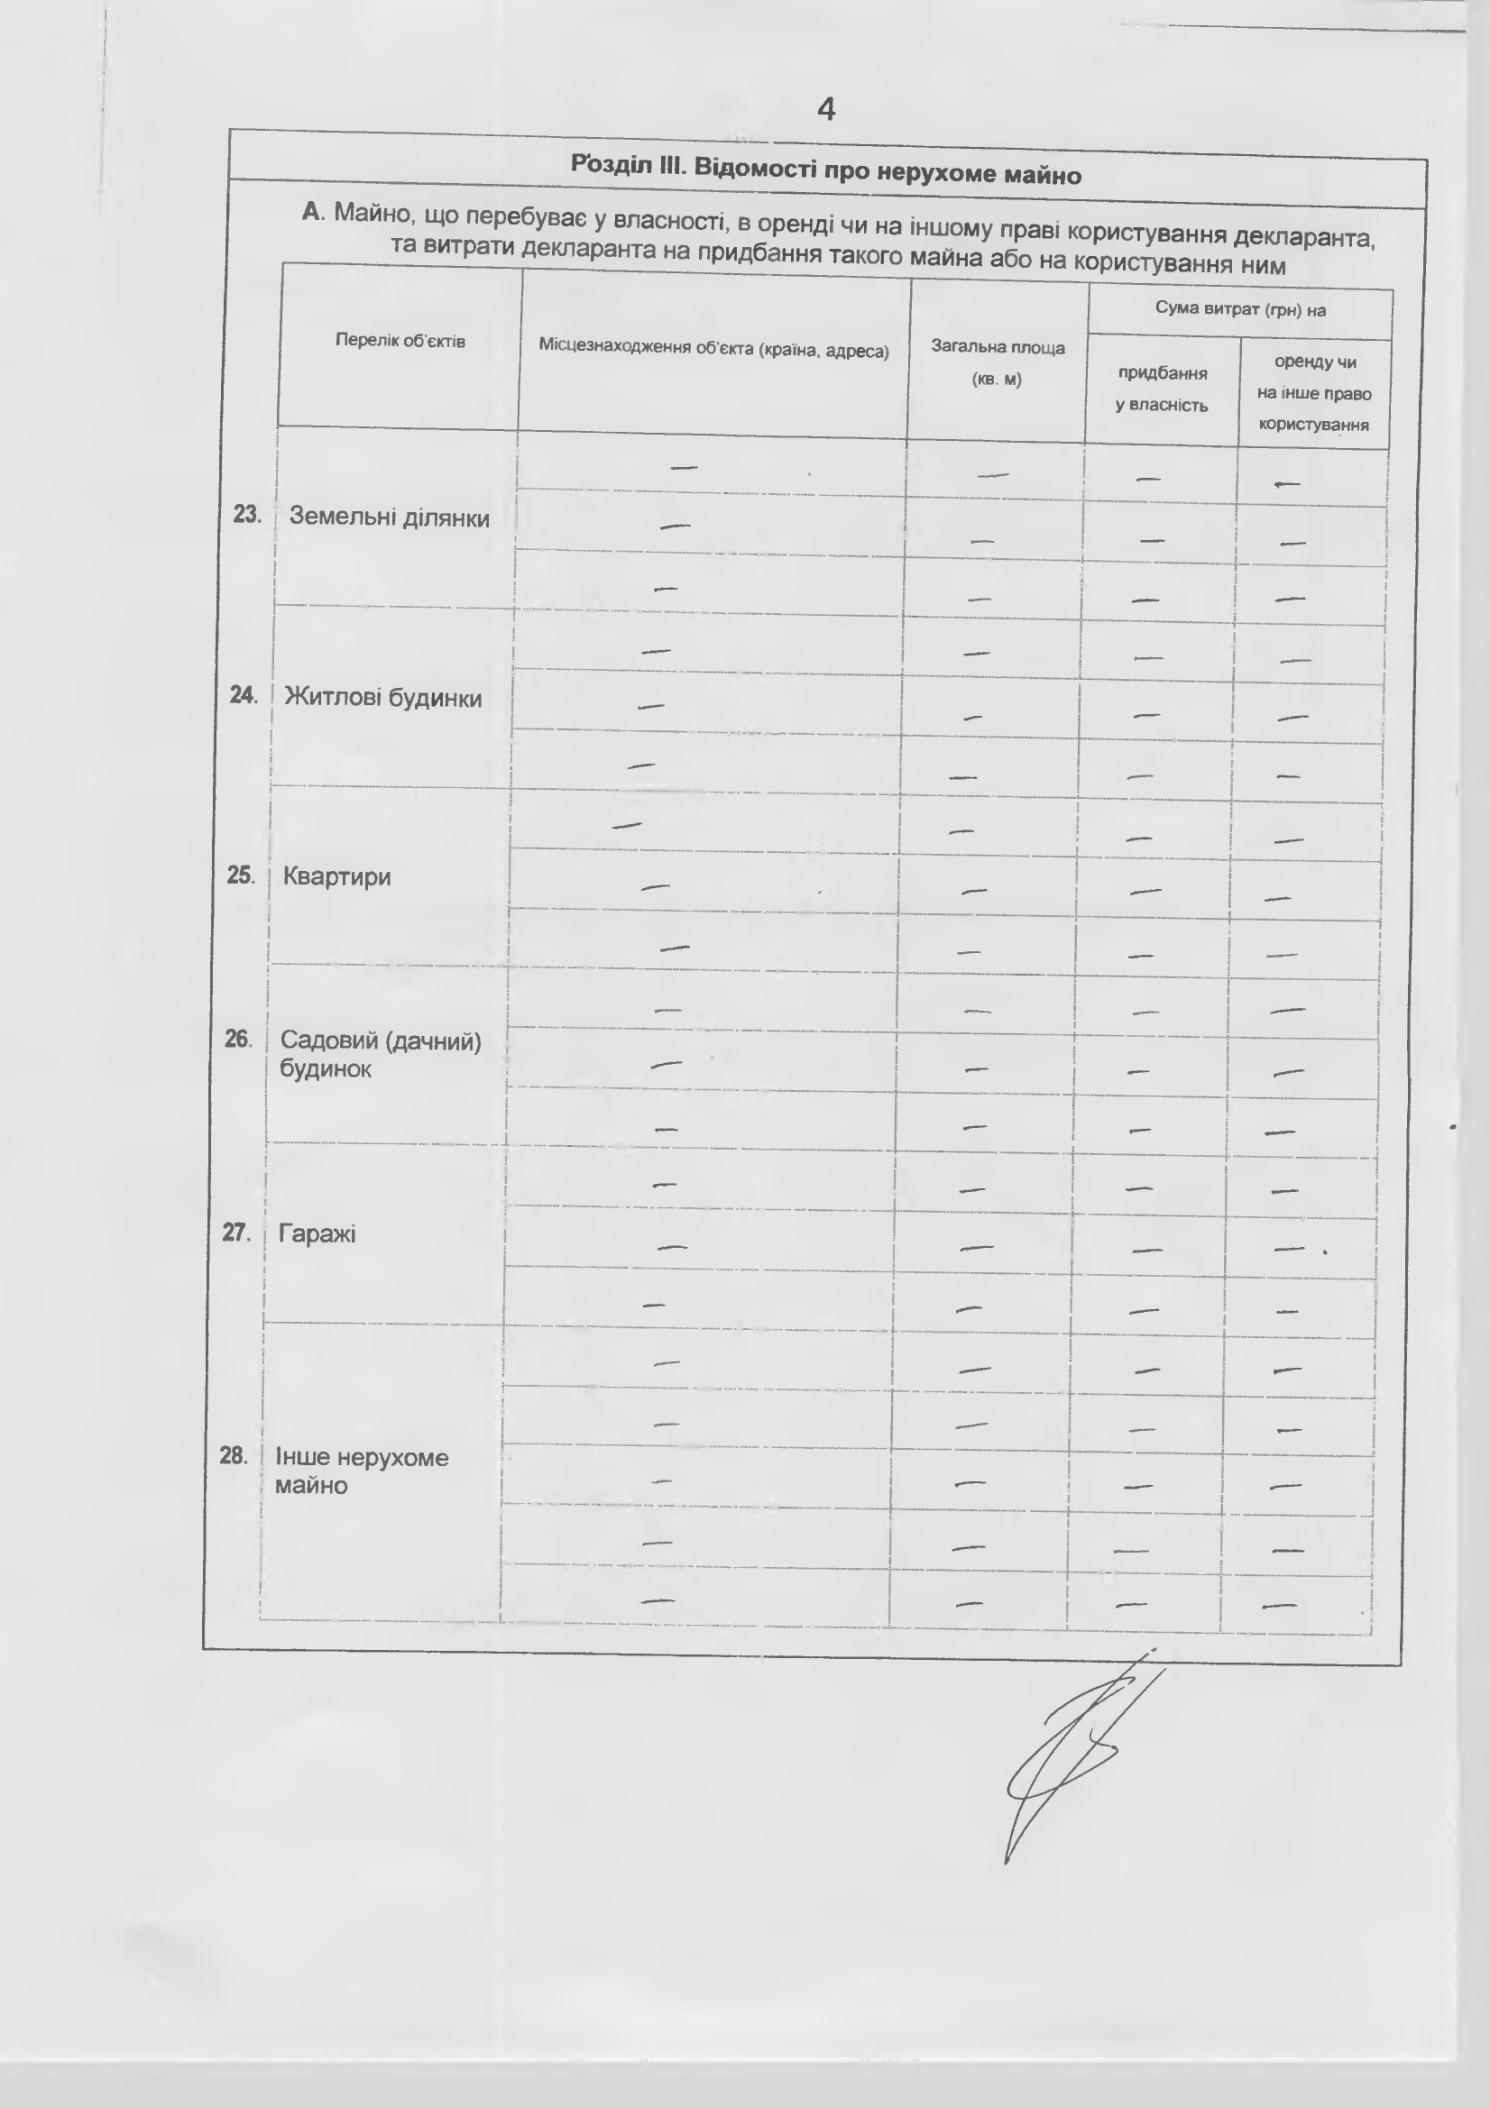 4
Розділ III. Відомості про нерухоме майно
А. Майно, що перебуває у власності, в оренді чи на іншому праві користування декларанта,
та витрати декларанта на придбання такого майна або на користування ним
Перелік об'єктів
Місцезнаходження об'єкта (країна, адреса)
Загальна площа
(кв. м)
Сума витрат (грн) на
придбання
у власність
оренду чи
на інше право
користування
— — — —
23. Земельні ділянки — — — —
— — — —
— — — —
24. Житлові будинки — — — —
— — — —
— — — —
25. Квартири — — — —
— — — —
— — — —
26. Садовий (дачний)
будинок — — — —
— — — —
— — — —
27. Гаражі — — — —
— — — —
— — — —
— — — —
28. Інше нерухоме
майно — — — —
— — — —
— — — —